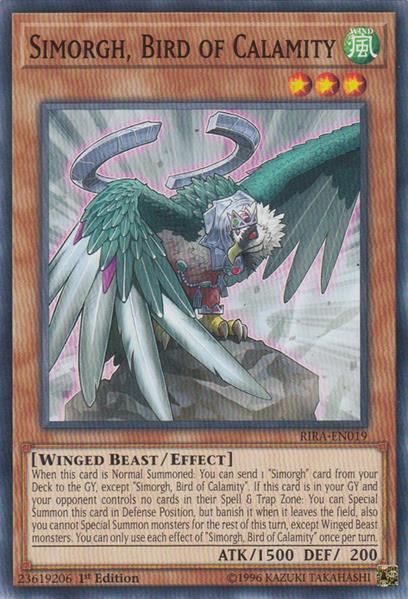 SIMORGH, BIRD OF CALAMITY
WIND
風
RIRA-EN019
[WINGED BEAST/EFFECT]
When this card is Normal Summoned: You can send 1 "Simorgh" card from your
Deck to the GY, except "Simorgh, Bird of Calamity". If this card is in your GY and
your opponent controls no cards in their Spell & Trap Zone: You can Special
Summon this card in Defense Position, but banish it when it leaves the field, also
you cannot Special Summon monsters for the rest of this turn, except Winged Beast
monsters. You can only use each effect of "Simorgh, Bird of Calamity" once per turn.
ATK/1500 DEF/ 200
23619206 1st Edition ©1996 KAZUKI TAKAHASHI